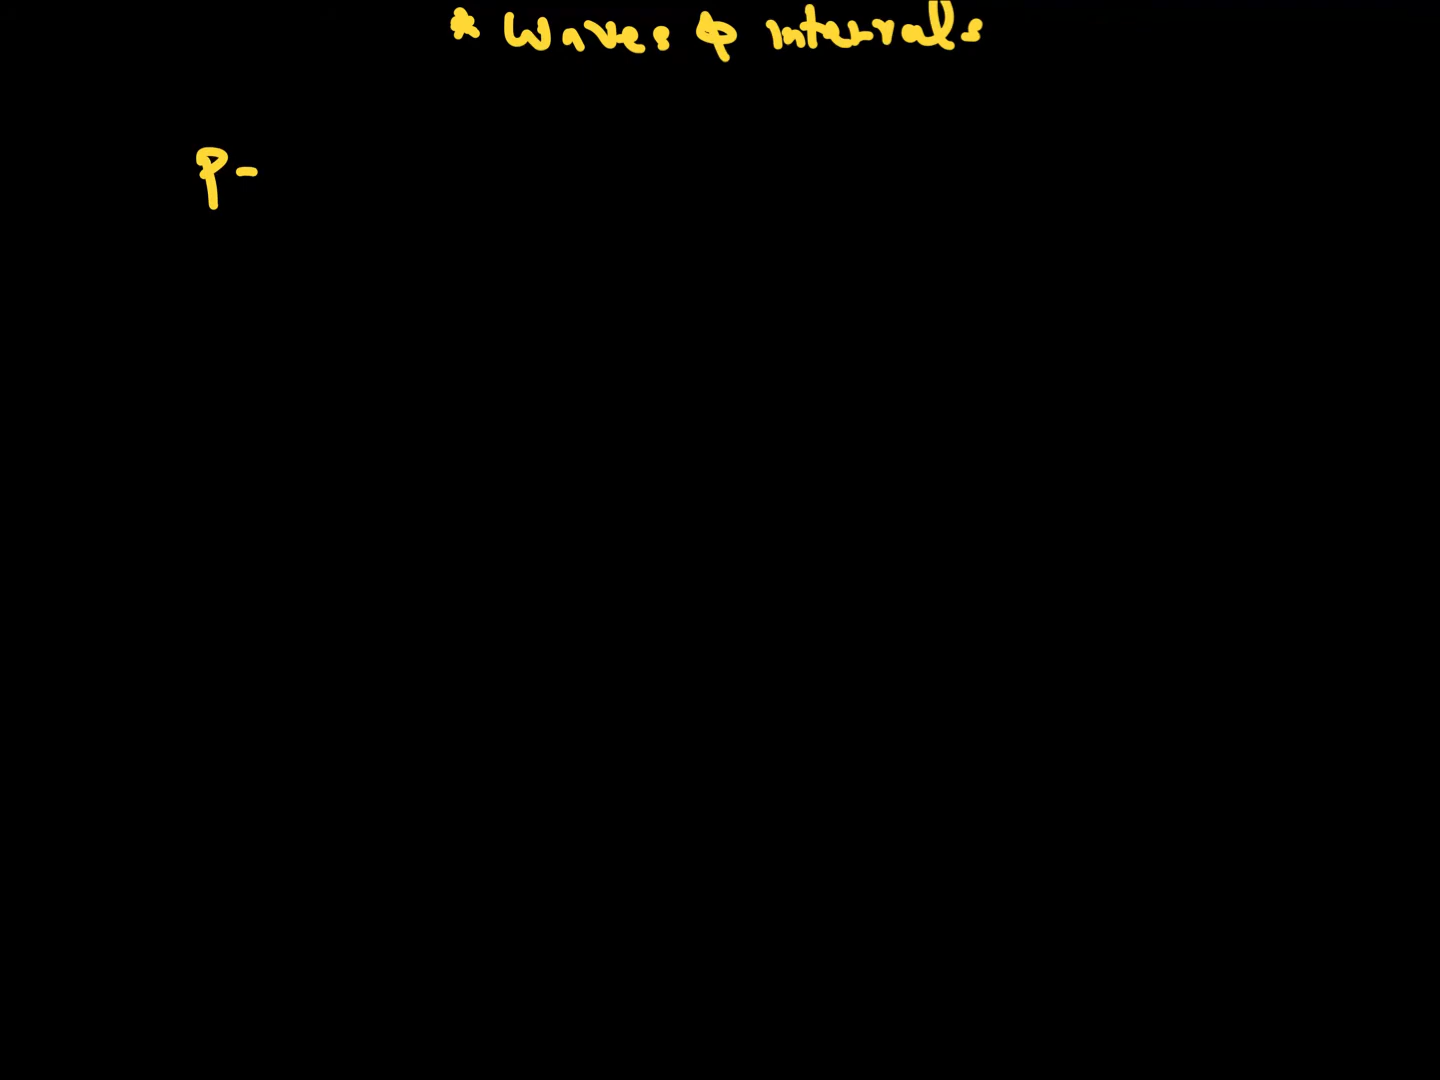 * Waves & intervals
P-